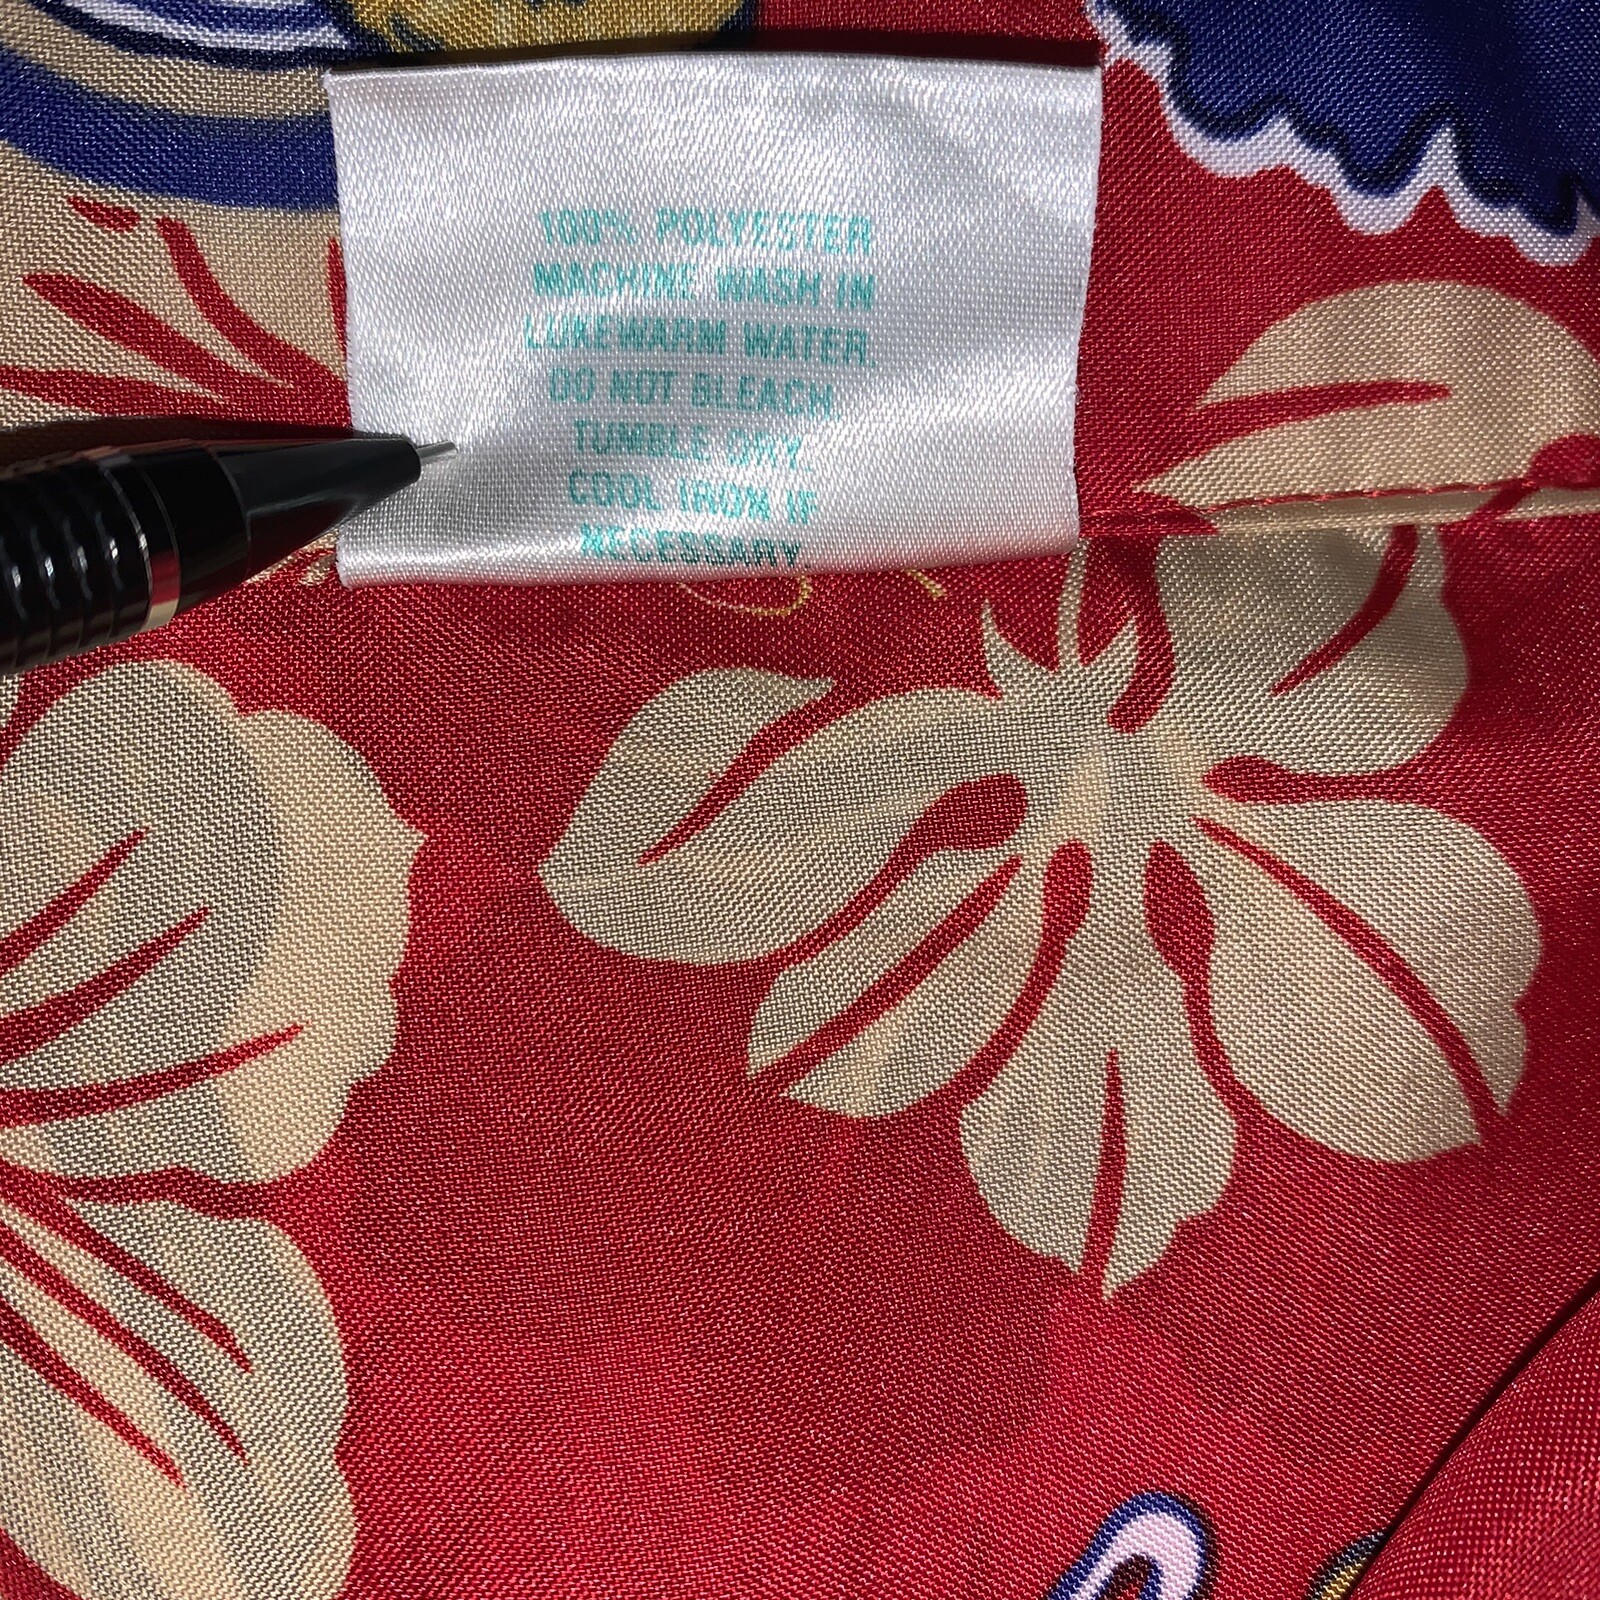 100% POLYESTER
MACHINE WASH IN
LUKEWARM WATER.
DO NOT BLEACH.
TUMBLE DRY.
COOL IRON IF
NECESSARY.